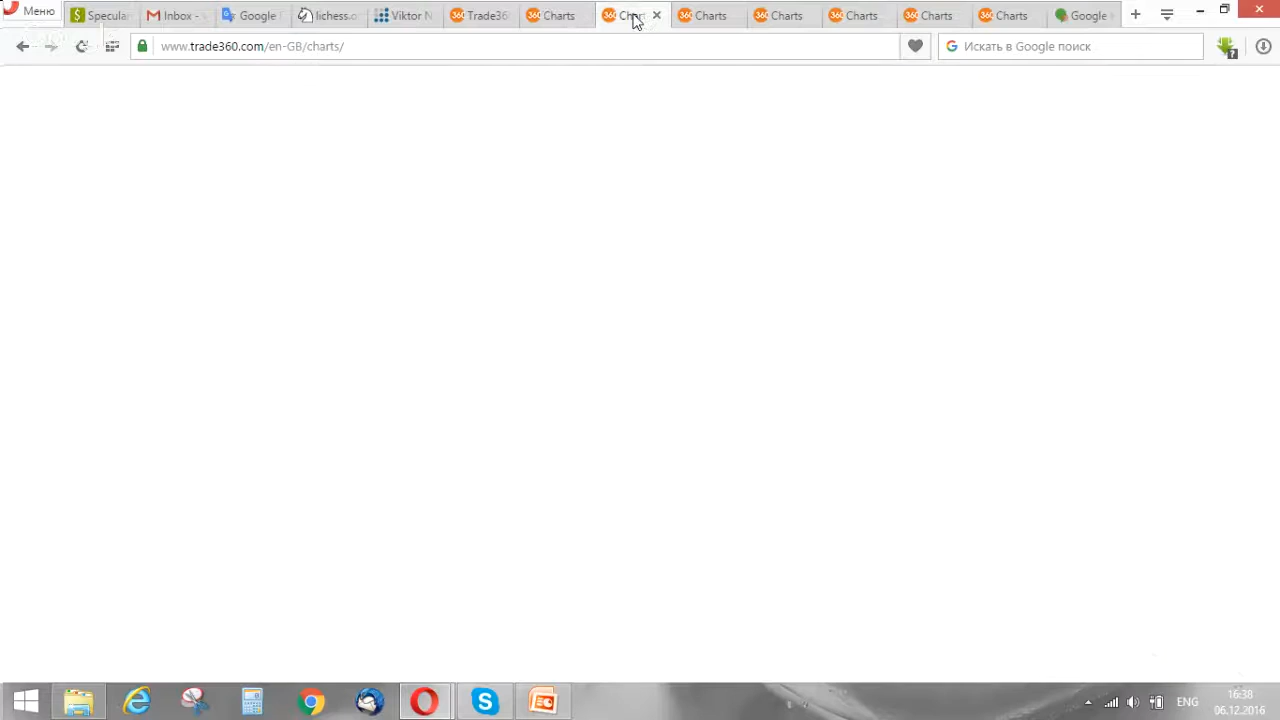 Меню
Specula
Inbox -
Google
lichess.o
Viktor N
Trade36
Charts
Chart
Charts
Charts
Charts
Charts
Charts
Google
www.trade360.com/en-GB/charts/
Искать в Google поиск
ENG
16:38
06.12.2016